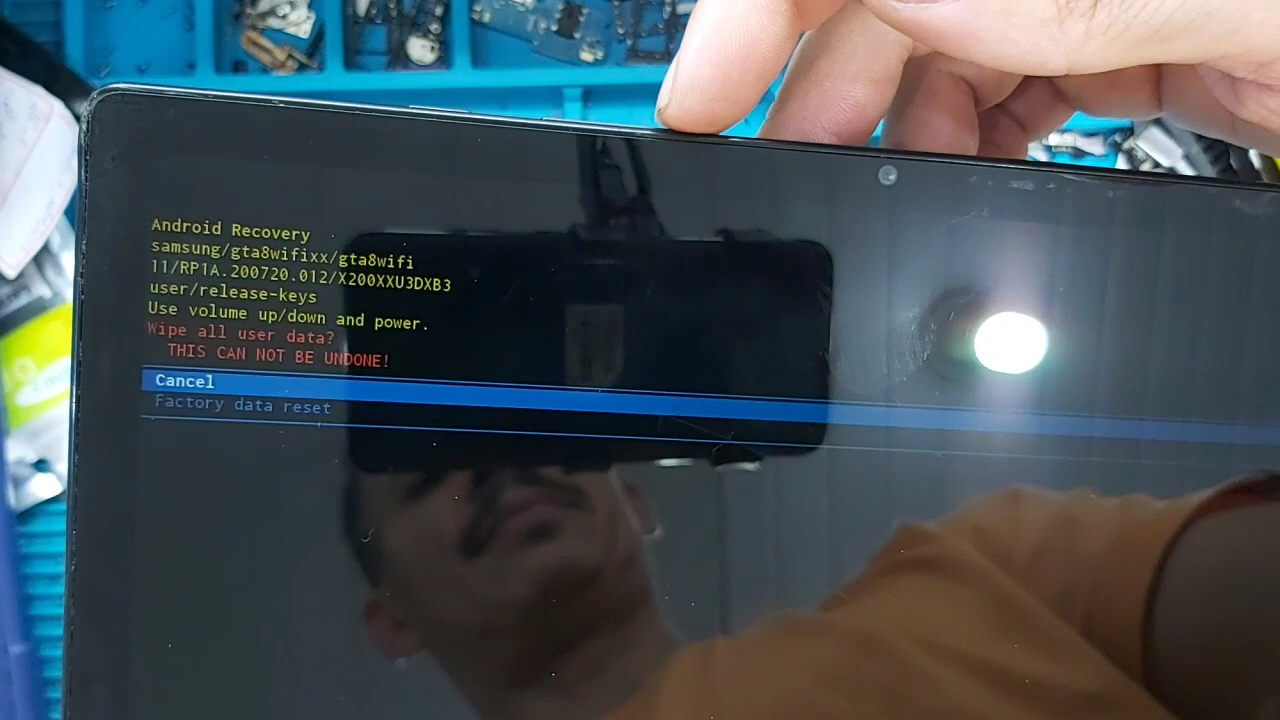 Android Recovery
samsung/gta8wifixx/gta8wifi
11/RP1A.200720.012/X200XXU3DXB3
user/release-keys
Use volume up/down and power.
Wipe all user data?
THIS CAN NOT BE UNDONE!
Cancel
Factory data reset